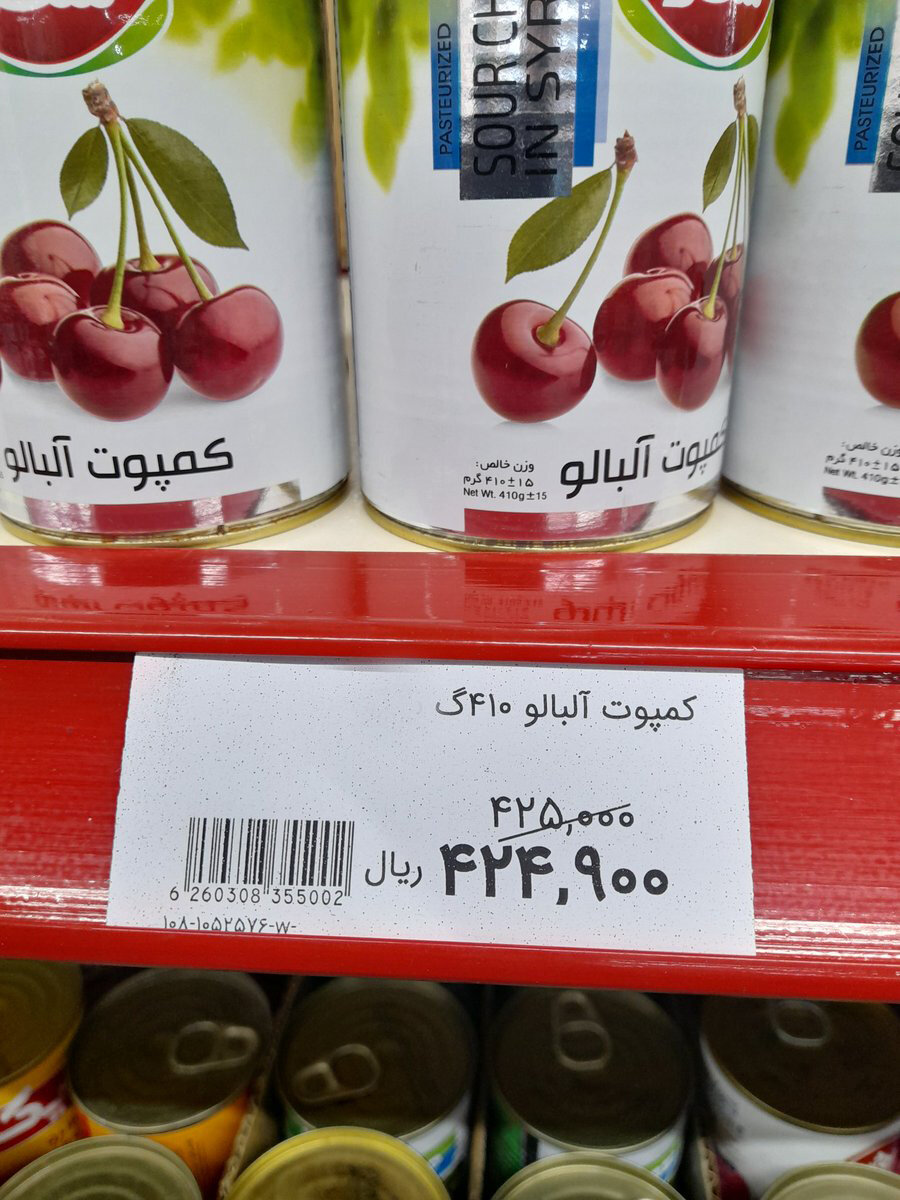 PASTEURIZED
SOUR CH
IN SYR
PASTEURIZED
کمپوت آلبالو
وزن خالص:
۴۱۰±۱۵ گرم
Net Wt. 410g±15
کمپوت آلبالو
وزن خالص:
۴۱۰±۱۵ گرم
Net Wt. 410g±
کمپوت آلبالو ۴۱۰گ
۴۲۵,۰۰۰
۴۲۴,۹۰۰ ریال
6 260308 355002
۱۰۸-۱۰۵۲۵۷۶-W-